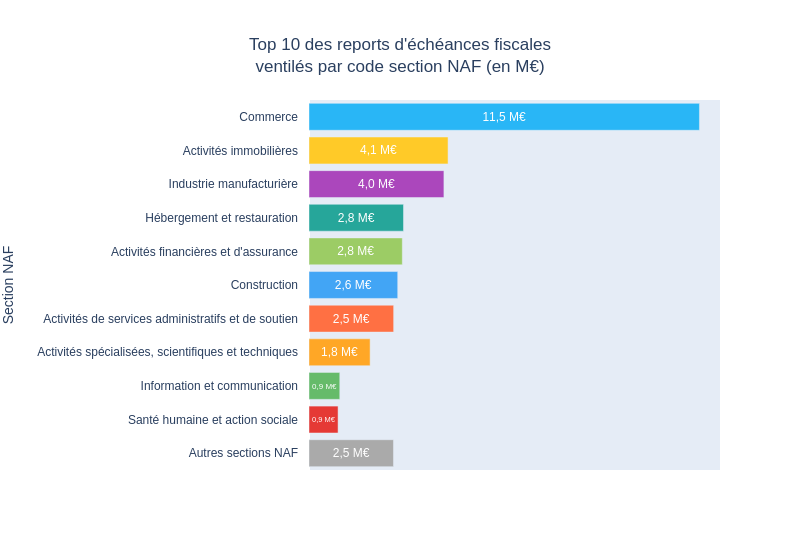 Top 10 des reports d'échéances fiscales
ventilés par code section NAF (en M€)
Section NAF
Commerce 11,5 M€
Activités immobilières 4,1 M€
Industrie manufacturière 4,0 M€
Hébergement et restauration 2,8 M€
Activités financières et d'assurance 2,8 M€
Construction 2,6 M€
Activités de services administratifs et de soutien 2,5 M€
Activités spécialisées, scientifiques et techniques 1,8 M€
Information et communication 0,9 M€
Santé humaine et action sociale 0,9 M€
Autres sections NAF 2,5 M€